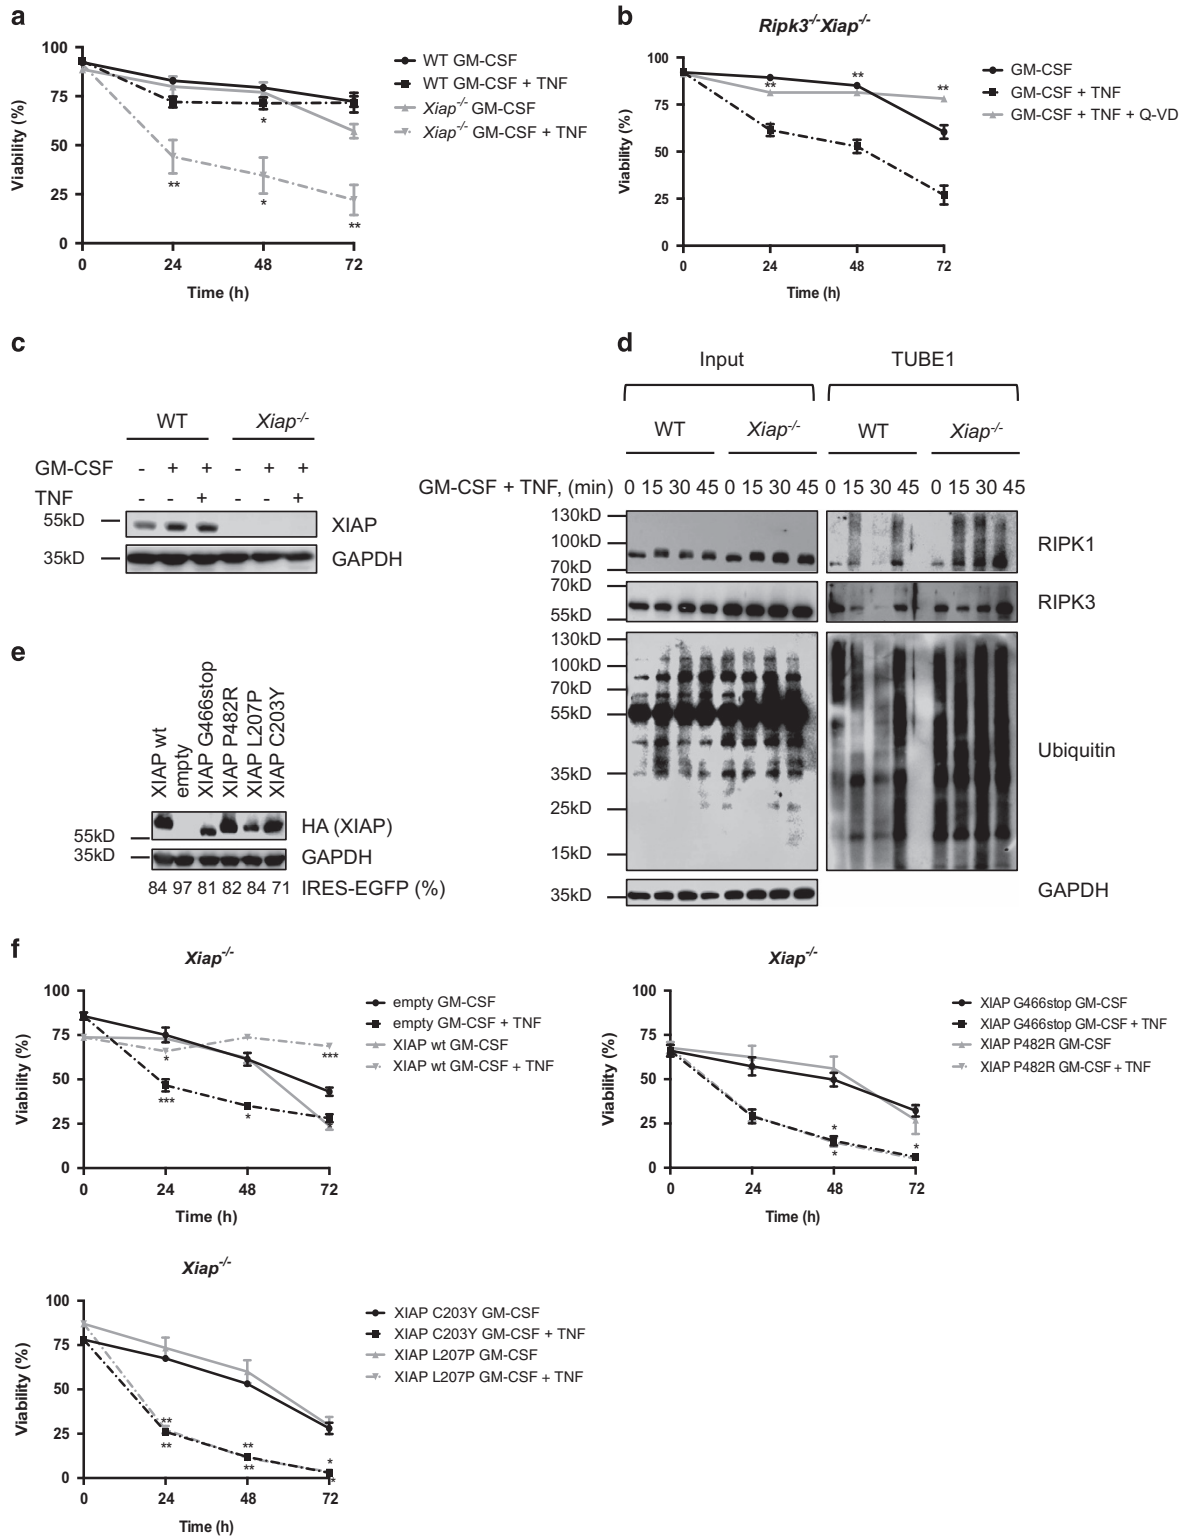 a
100
75
50
25
0
Viability (%)
0 24 48 72
Time (h)
WT GM-CSF
WT GM-CSF + TNF
Xiap-/- GM-CSF
Xiap-/- GM-CSF + TNF
*
**
*
**
b
Ripk3-/-Xiap-/-
100
75
50
25
0
Viability (%)
0 24 48 72
Time (h)
GM-CSF
GM-CSF + TNF
GM-CSF + TNF + Q-VD
**
**
**
c
WT Xiap-/-
GM-CSF - + + - + +
TNF - - + - - +
55kD XIAP
35kD GAPDH
d
Input TUBE1
WT Xiap-/- WT Xiap-/-
GM-CSF + TNF, (min) 0 15 30 45 0 15 30 45 0 15 30 45 0 15 30 45
130kD
100kD
70kD
RIPK1
70kD
55kD
RIPK3
130kD
100kD
70kD
55kD
35kD
25kD
15kD
Ubiquitin
35kD
GAPDH
e
XIAP wt
empty
XIAP G466stop
XIAP P482R
XIAP L207P
XIAP C203Y
55kD HA (XIAP)
35kD GAPDH
84 97 81 82 84 71 IRES-EGFP (%)
f
Xiap-/-
100
75
50
25
0
Viability (%)
0 24 48 72
Time (h)
empty GM-CSF
empty GM-CSF + TNF
XIAP wt GM-CSF
XIAP wt GM-CSF + TNF
*
***
*
***
Xiap-/-
100
75
50
25
0
Viability (%)
0 24 48 72
Time (h)
XIAP G466stop GM-CSF
XIAP G466stop GM-CSF + TNF
XIAP P482R GM-CSF
XIAP P482R GM-CSF + TNF
*
*
*
Xiap-/-
100
75
50
25
0
Viability (%)
0 24 48 72
Time (h)
XIAP C203Y GM-CSF
XIAP C203Y GM-CSF + TNF
XIAP L207P GM-CSF
XIAP L207P GM-CSF + TNF
**
**
**
**
*
*